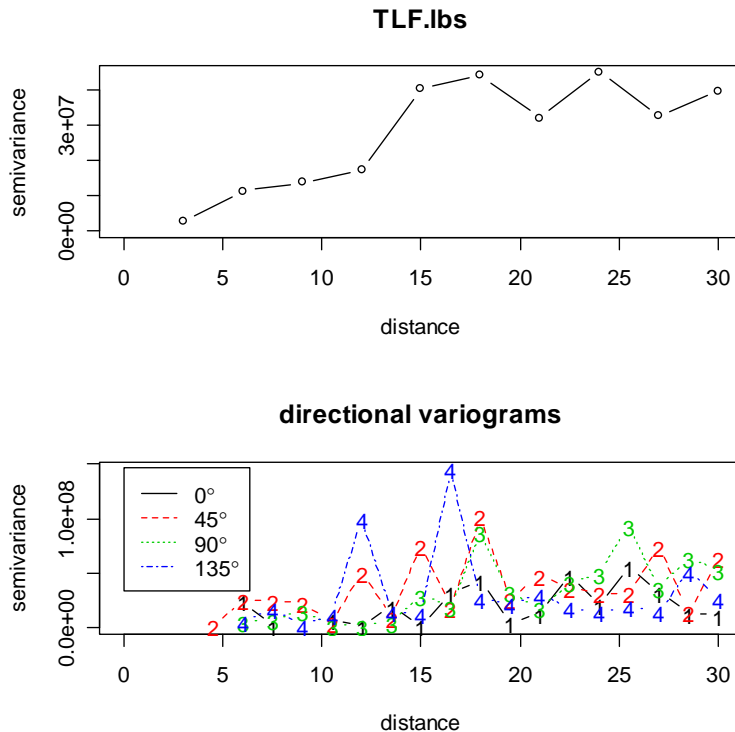 TLF.lbs
semivariance
0e+00 3e+07
0 5 10 15 20 25 30
distance
directional variograms
semivariance
0.0e+00 1.0e+08
0°
45°
90°
135°
0 5 10 15 20 25 30
distance